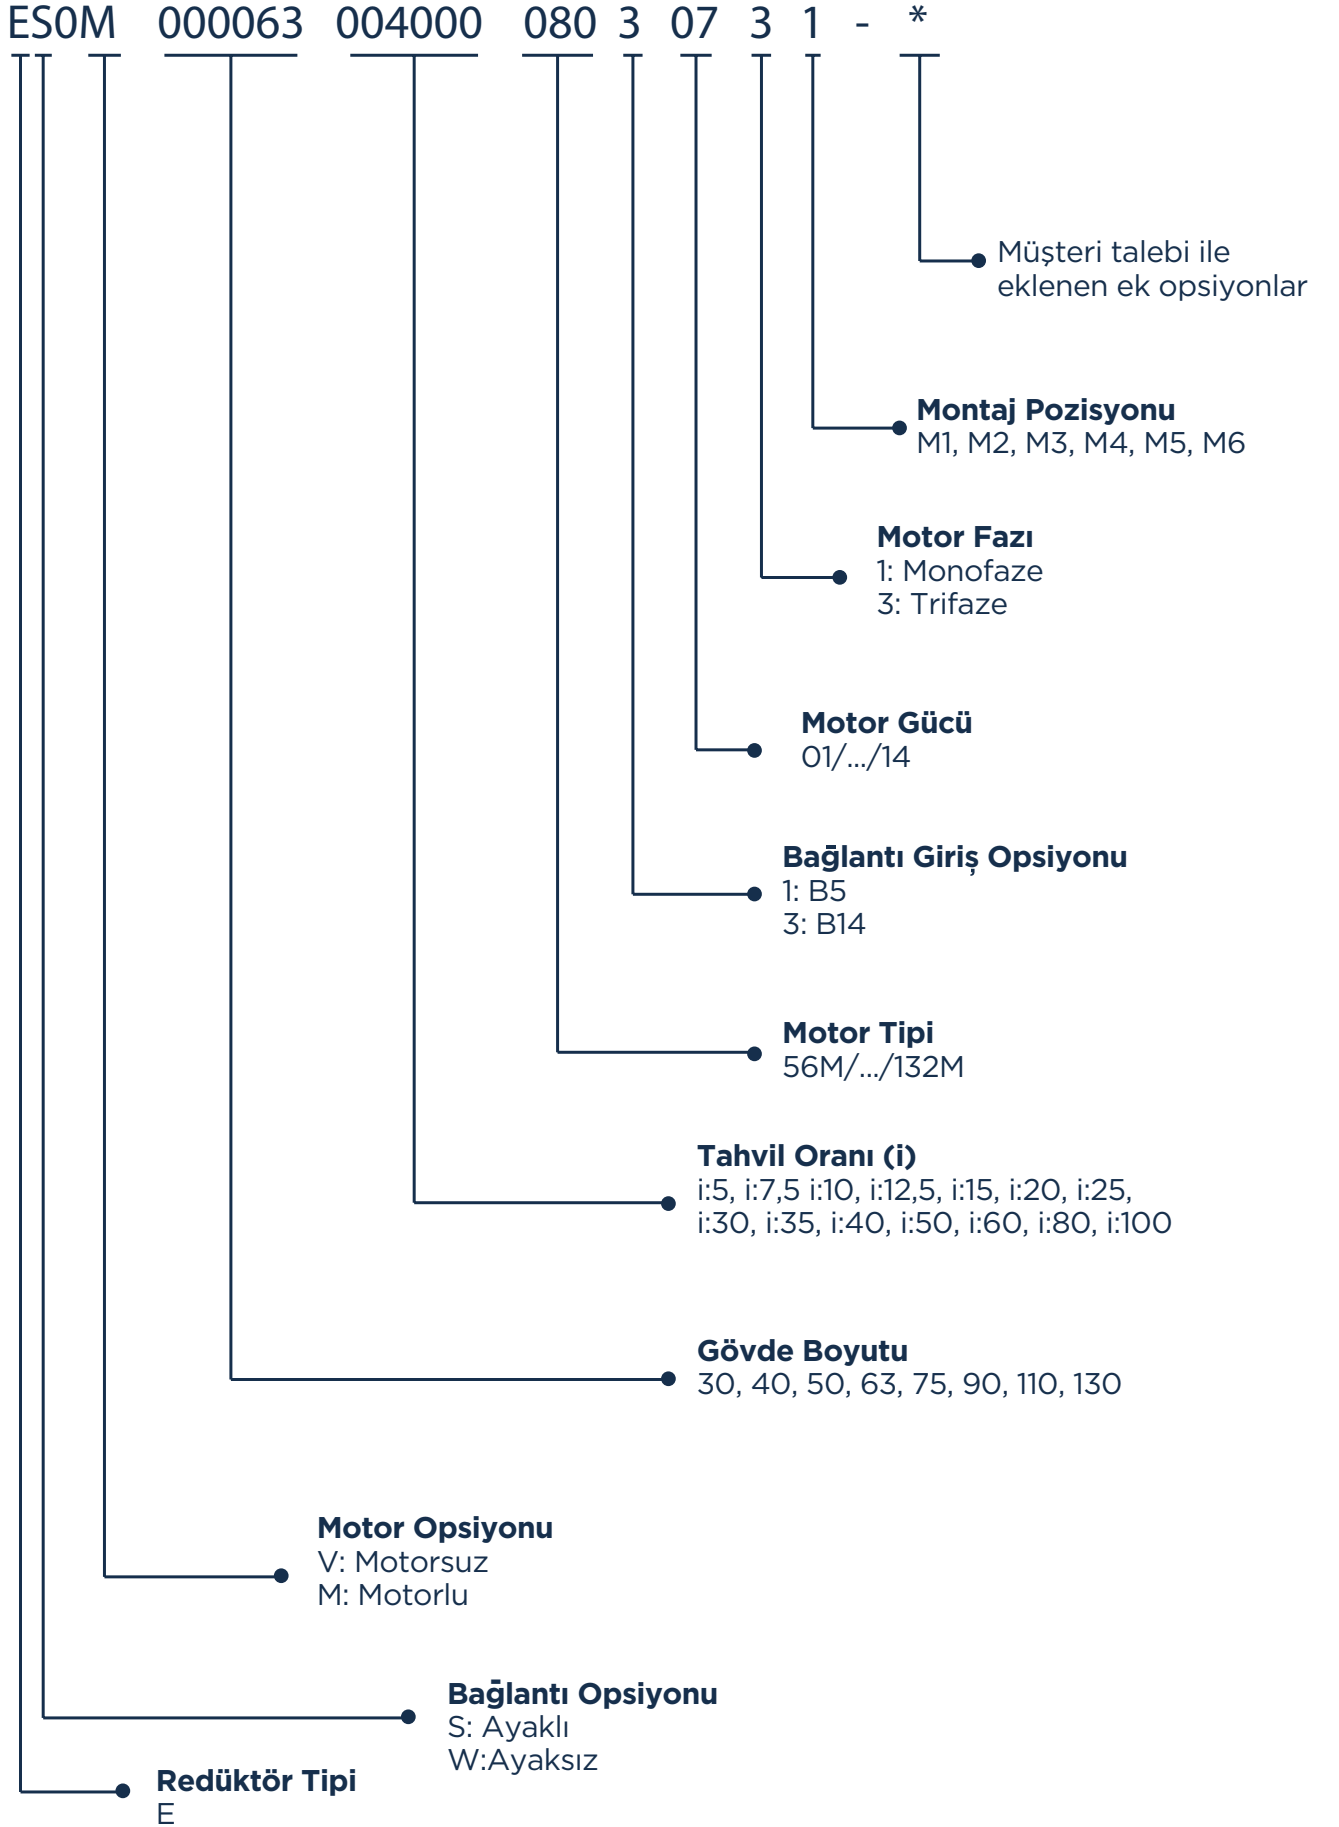 ES0M 000063 004000 080 3 07 3 1 - *
Müşteri talebi ile
eklenen ek opsiyonlar
Montaj Pozisyonu
M1, M2, M3, M4, M5, M6
Motor Fazı
1: Monofaze
3: Trifaze
Motor Gücü
01/.../14
Bağlantı Giriş Opsiyonu
1: B5
3: B14
Motor Tipi
56M/.../132M
Tahvil Oranı (i)
i:5, i:7,5 i:10, i:12,5, i:15, i:20, i:25,
i:30, i:35, i:40, i:50, i:60, i:80, i:100
Gövde Boyutu
30, 40, 50, 63, 75, 90, 110, 130
Motor Opsiyonu
V: Motorsuz
M: Motorlu
Bağlantı Opsiyonu
S: Ayaklı
W:Ayaksız
Redüktör Tipi
E